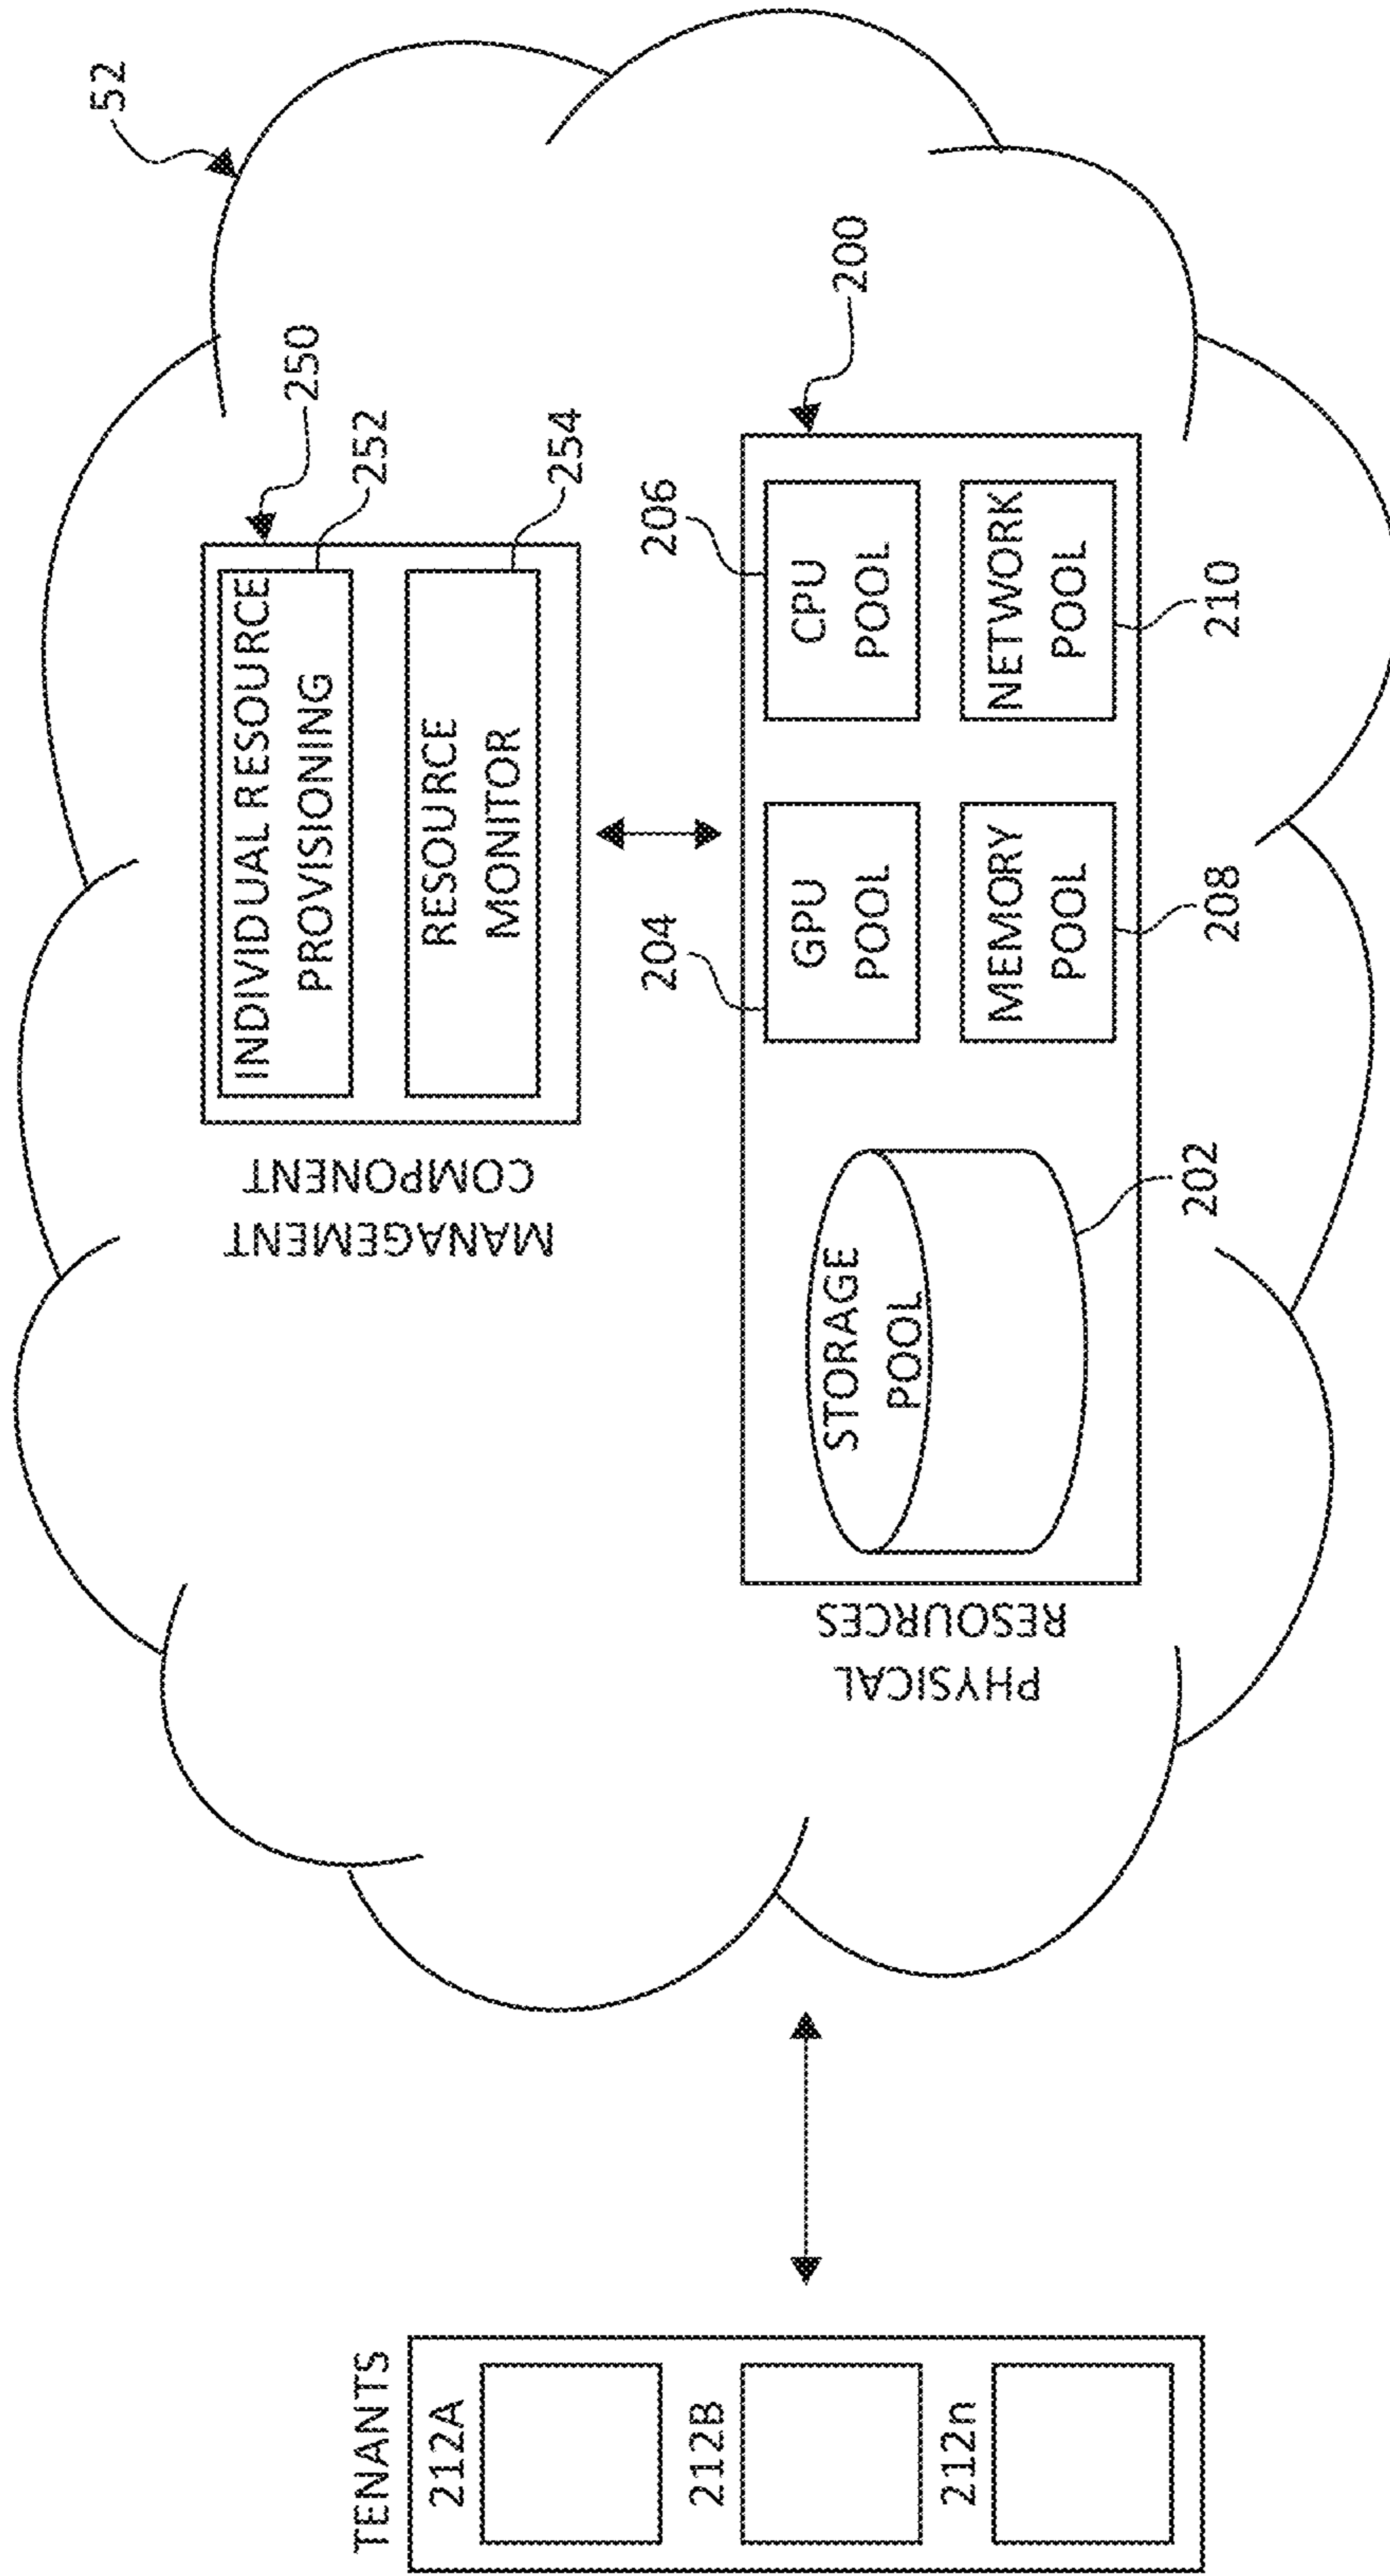 52
TENANTS
212A
212B
212n
MANAGEMENT
COMPONENT
250
INDIVIDUAL RESOURCE
PROVISIONING
252
RESOURCE
MONITOR
254
PHYSICAL
RESOURCES
200
STORAGE
POOL
202
204
GPU
POOL
206
CPU
POOL
MEMORY
POOL
208
NETWORK
POOL
210